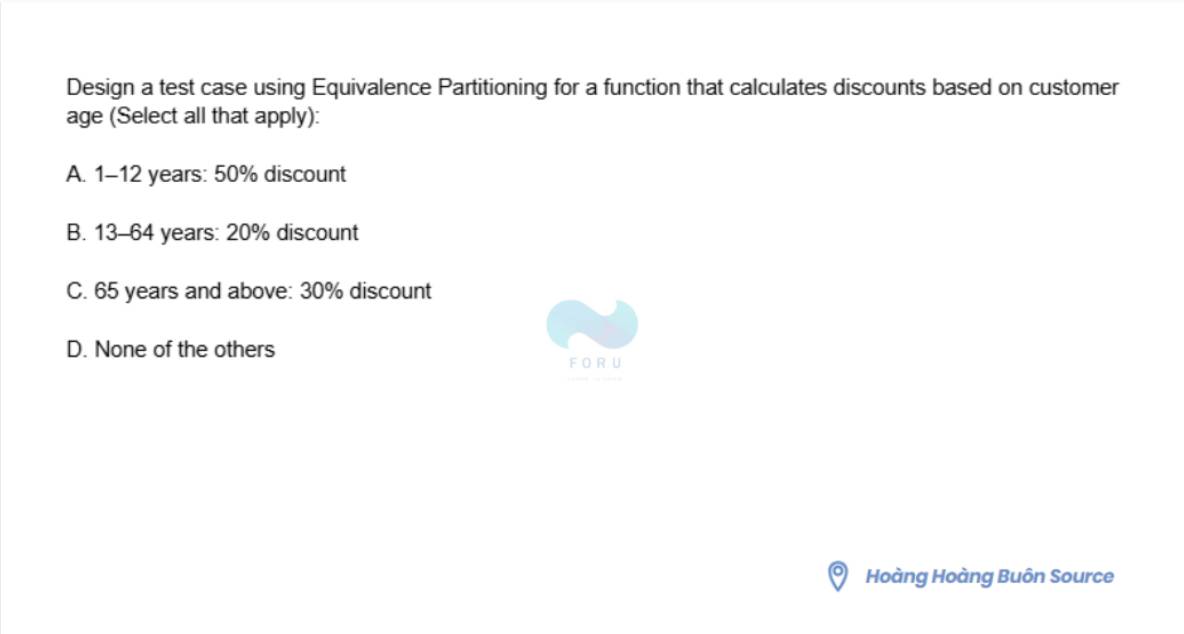 Design a test case using Equivalence Partitioning for a function that calculates discounts based on customer
age (Select all that apply):
A. 1–12 years: 50% discount
B. 13–64 years: 20% discount
C. 65 years and above: 30% discount
D. None of the others
FORU
Hoàng Hoàng Buôn Source